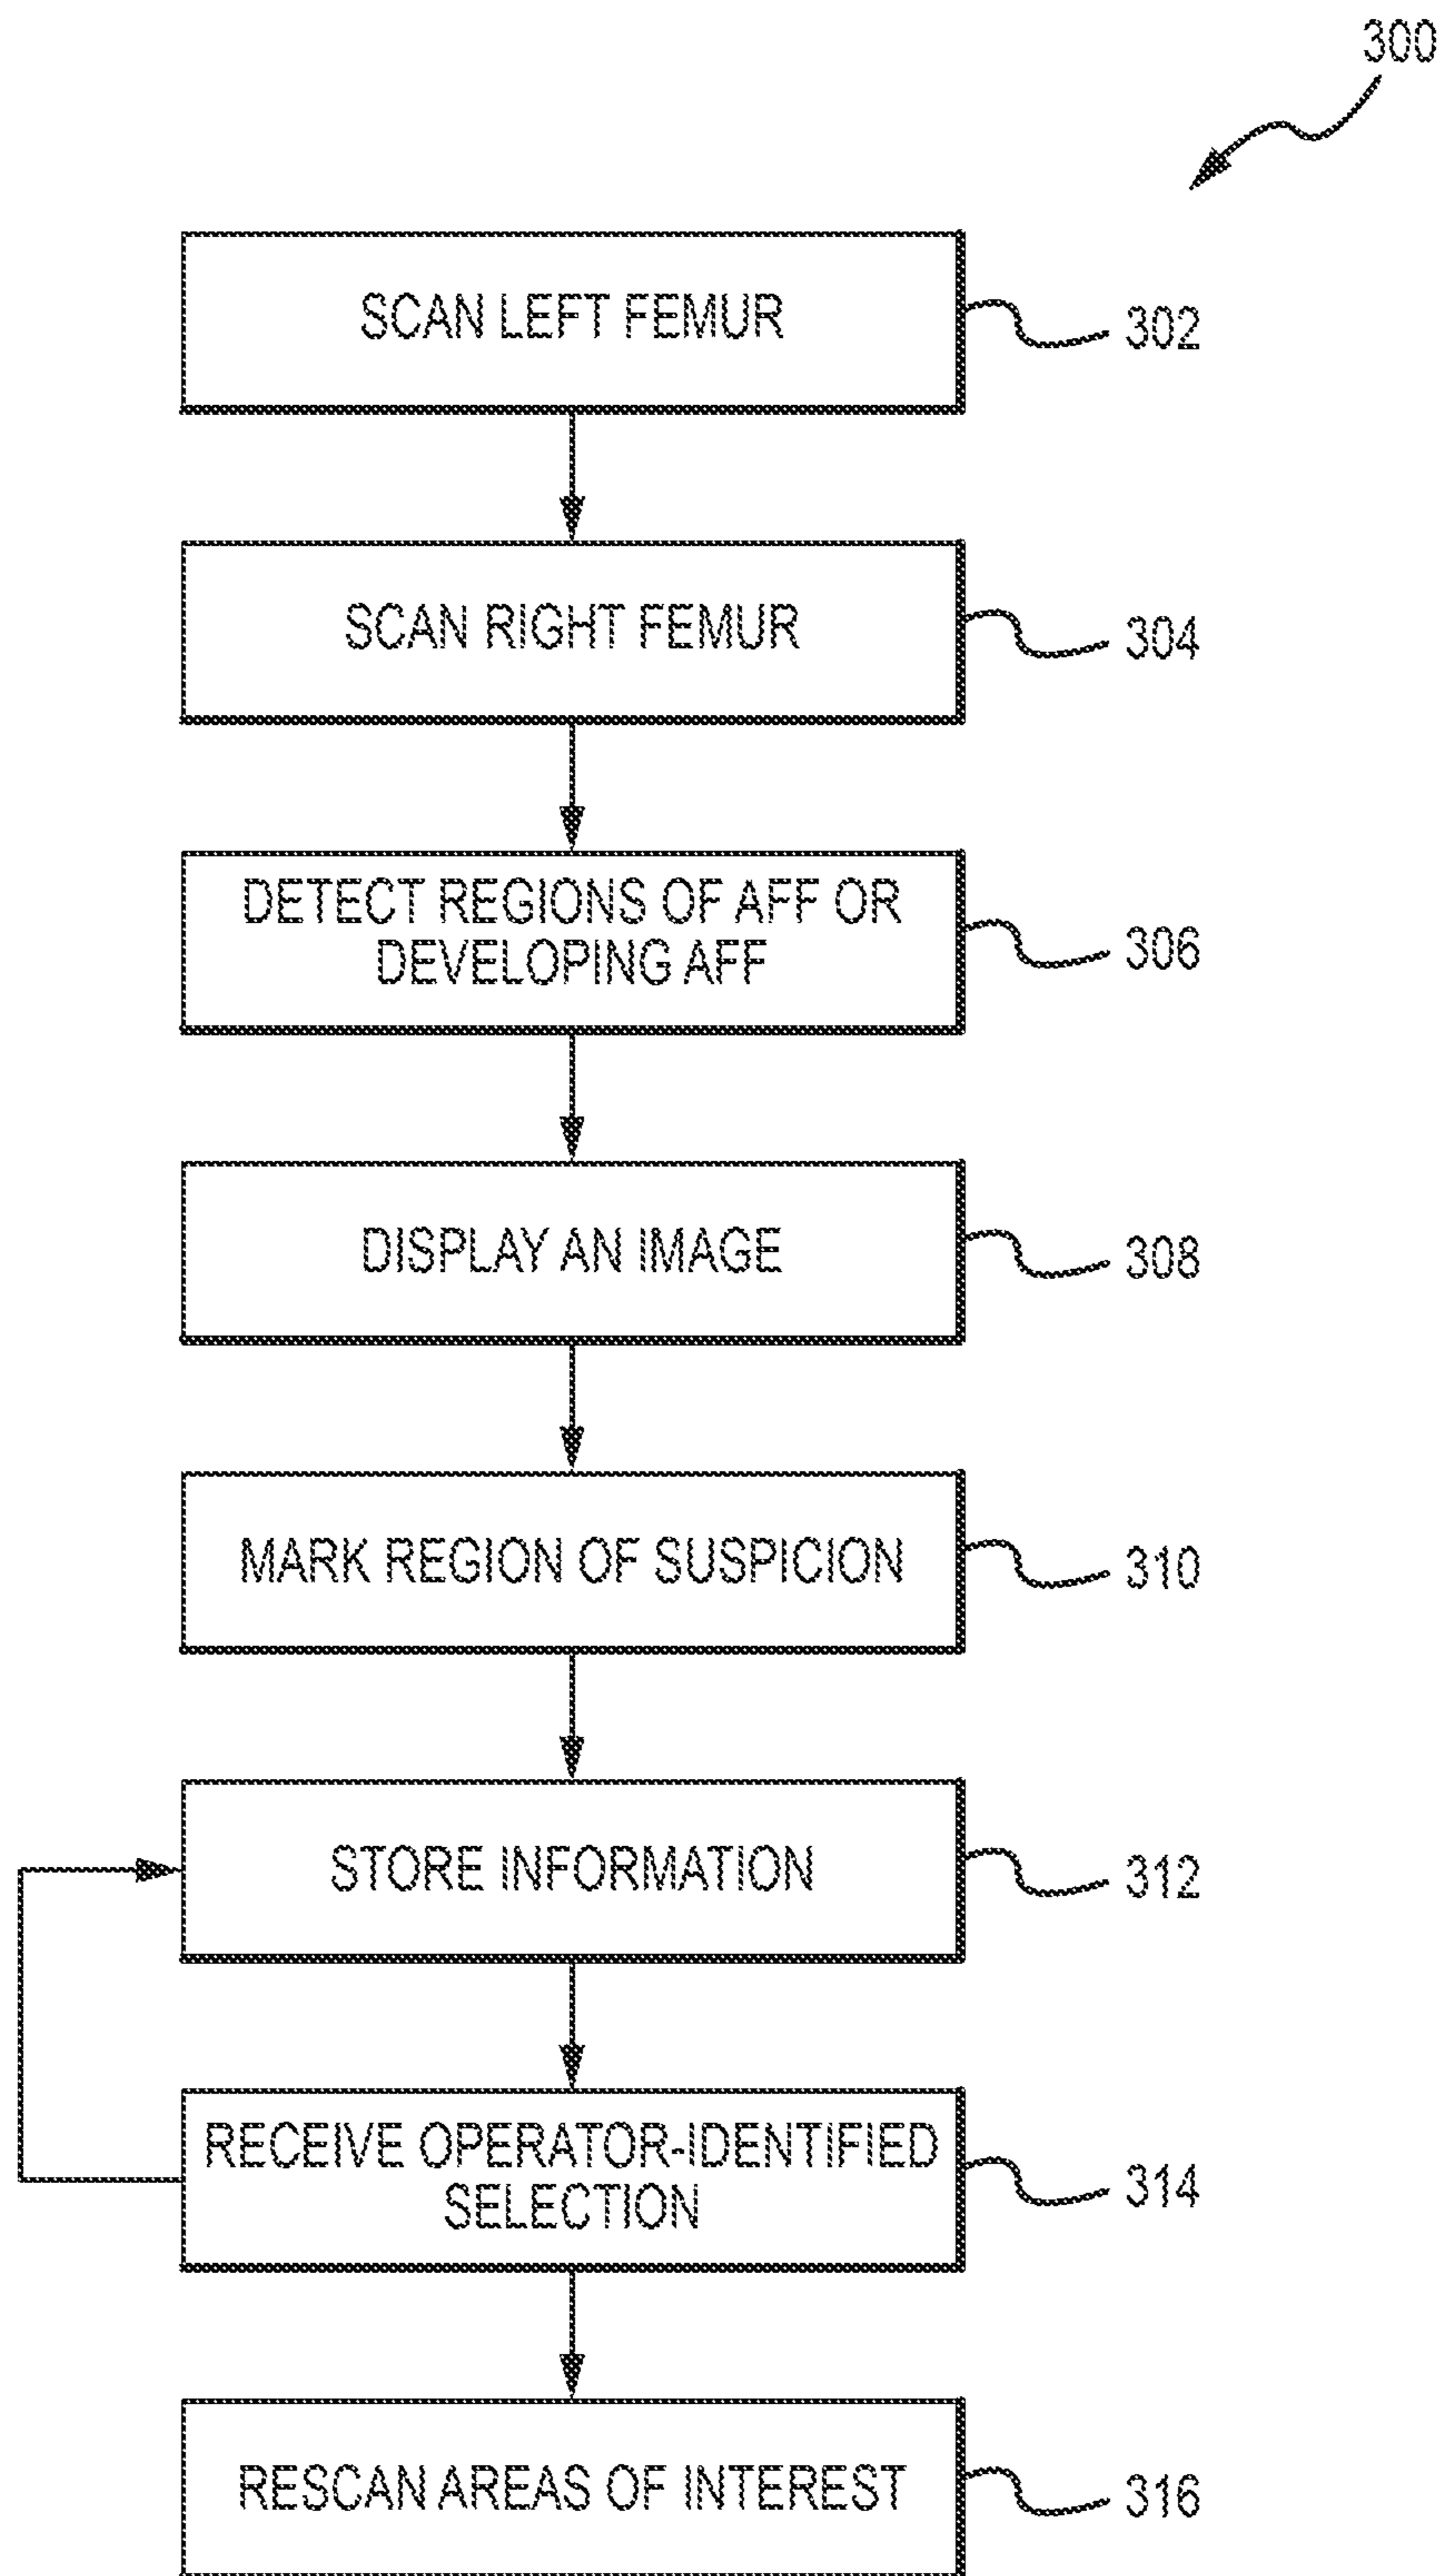 300
SCAN LEFT FEMUR
302
SCAN RIGHT FEMUR
304
DETECT REGIONS OF AFF OR
DEVELOPING AFF
306
DISPLAY AN IMAGE
308
MARK REGION OF SUSPICION
310
STORE INFORMATION
312
RECEIVE OPERATOR-IDENTIFIED
SELECTION
314
RESCAN AREAS OF INTEREST
316